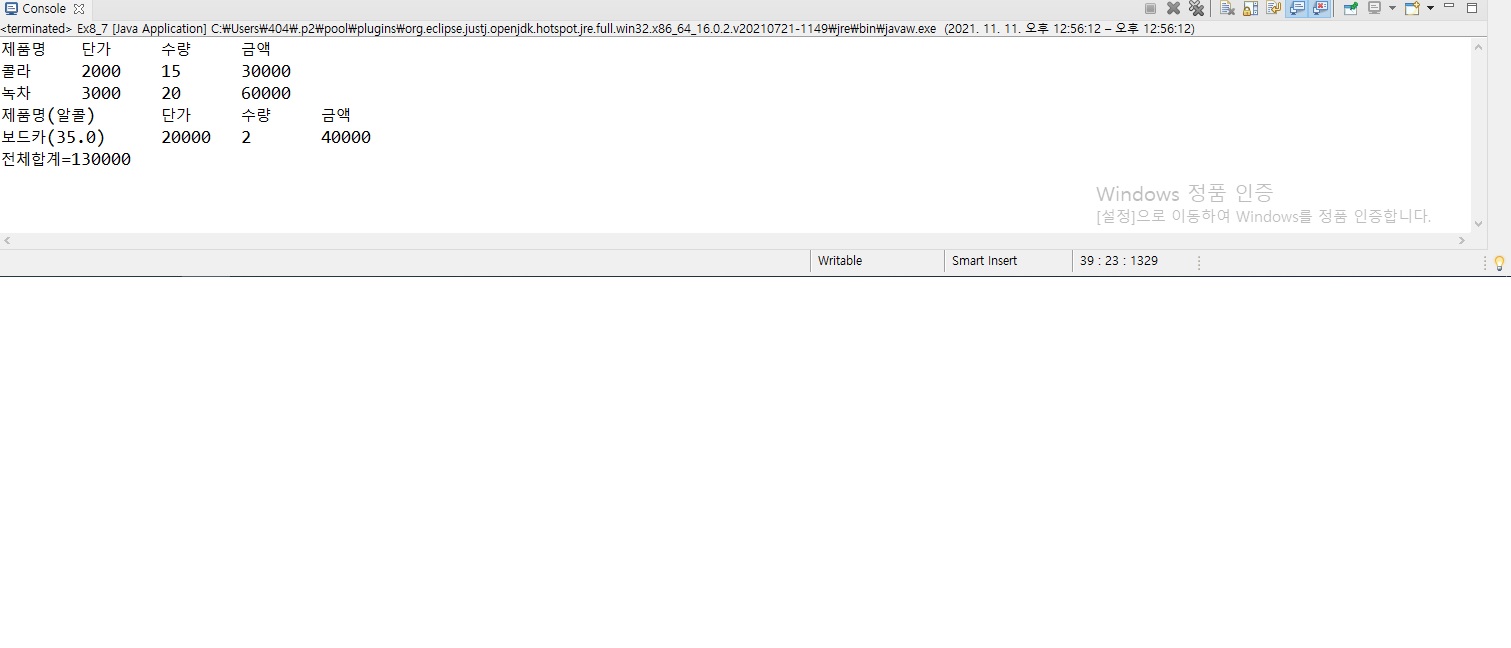 Console
<terminated> Ex8_7 [Java Application] C:₩Users₩404₩.p2₩pool₩plugins₩org.eclipse.justj.openjdk.hotspot.jre.full.win32.x86_64_16.0.2.v20210721-1149₩jre₩bin₩javaw.exe (2021. 11. 11. 오후 12:56:12 – 오후 12:56:12)
제품명 단가 수량 금액
콜라 2000 15 30000
녹차 3000 20 60000
제품명(알콜) 단가 수량 금액
보드카(35.0) 20000 2 40000
전체합계=130000
Windows 정품 인증
[설정]으로 이동하여 Windows를 정품 인증합니다.
Writable Smart Insert 39 : 23 : 1329